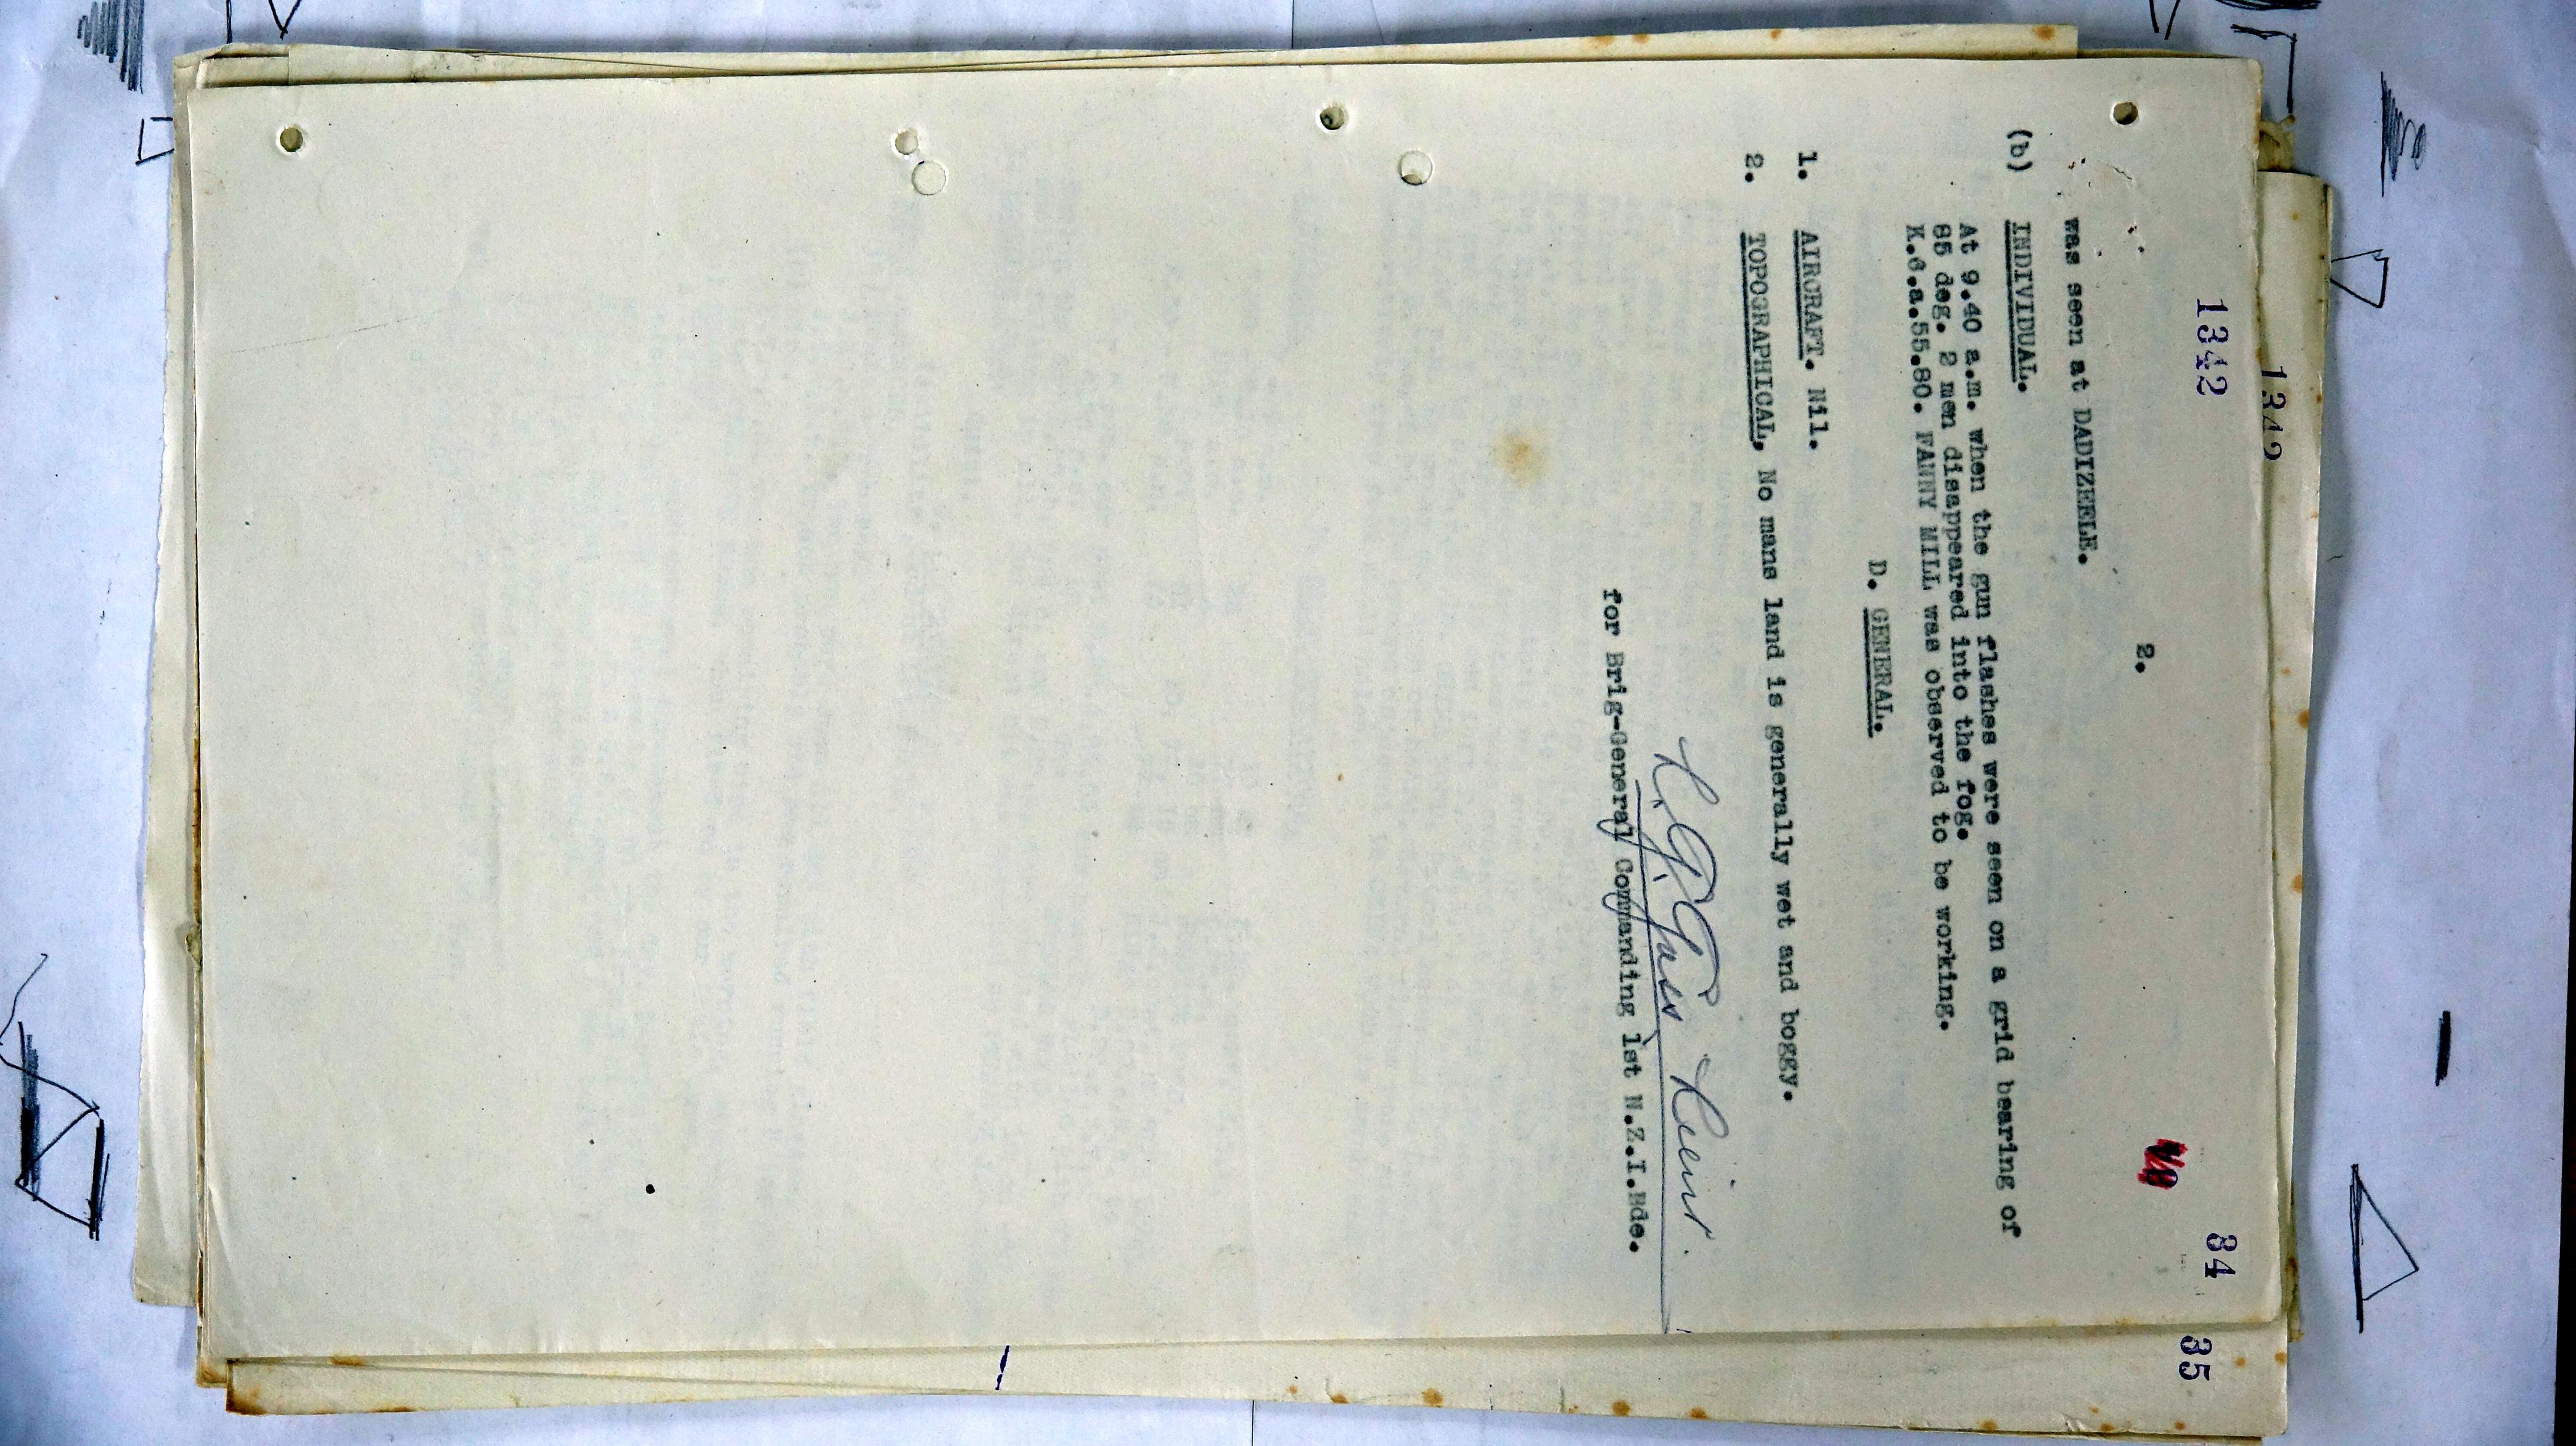 1342
1342
34
35
2.
was seen at DADIZEELE.
(b) INDIVIDUAL.
At 9.40 a.m. when the gun flashes were seen on a grid bearing of
85 deg. 2 men disappeared into the fog.
K.6.a.55.80. FANNY MILL was observed to be working.
D. GENERAL.
1. AIRCRAFT. Nil.
2. TOPOGRAPHICAL, No mans land is generally wet and boggy.
for Brig-General Commanding 1st N.Z.I.Bde.